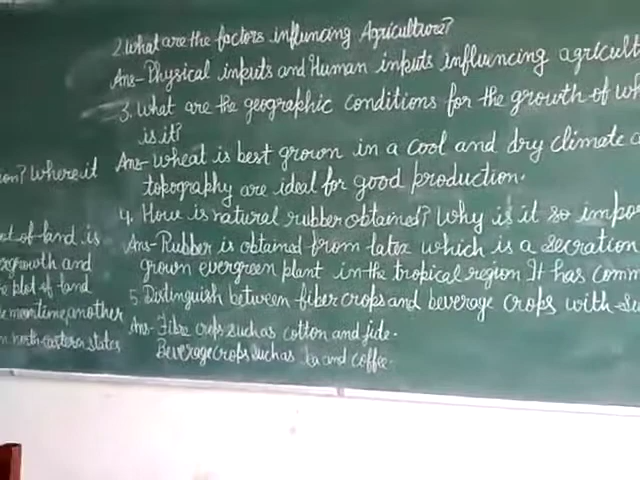 2. What are the factors influncing Agriculture?
Ans- Physical inputs and Human inputs influencing agricult
3. What are the geographic conditions for the growth of wh
is it?
Ans- wheat is best grown in a cool and dry climate
topography are ideal for good production.
4. How is natural rubber obtained? Why is it so impo
Ans- Rubber is obtained from latex which is a secration
grown evergreen plant in the tropical region It has comm
5. Distinguish between fiber crops and beverage crops with
Ans- Fibre crops such as cotton and jute.
Beverage crops such as tea and coffee.
on? Where it
of land is
growth and
plot of land
another
north eastern states